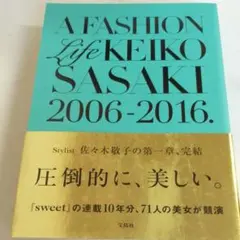 A FASHION
Life KEIKO
SASAKI
2006-2016.
Stylist 佐々木敬子の第一章、完結
圧倒的に、美しい。
「sweet」の連載10年分、71人の美女が競演
宝島社